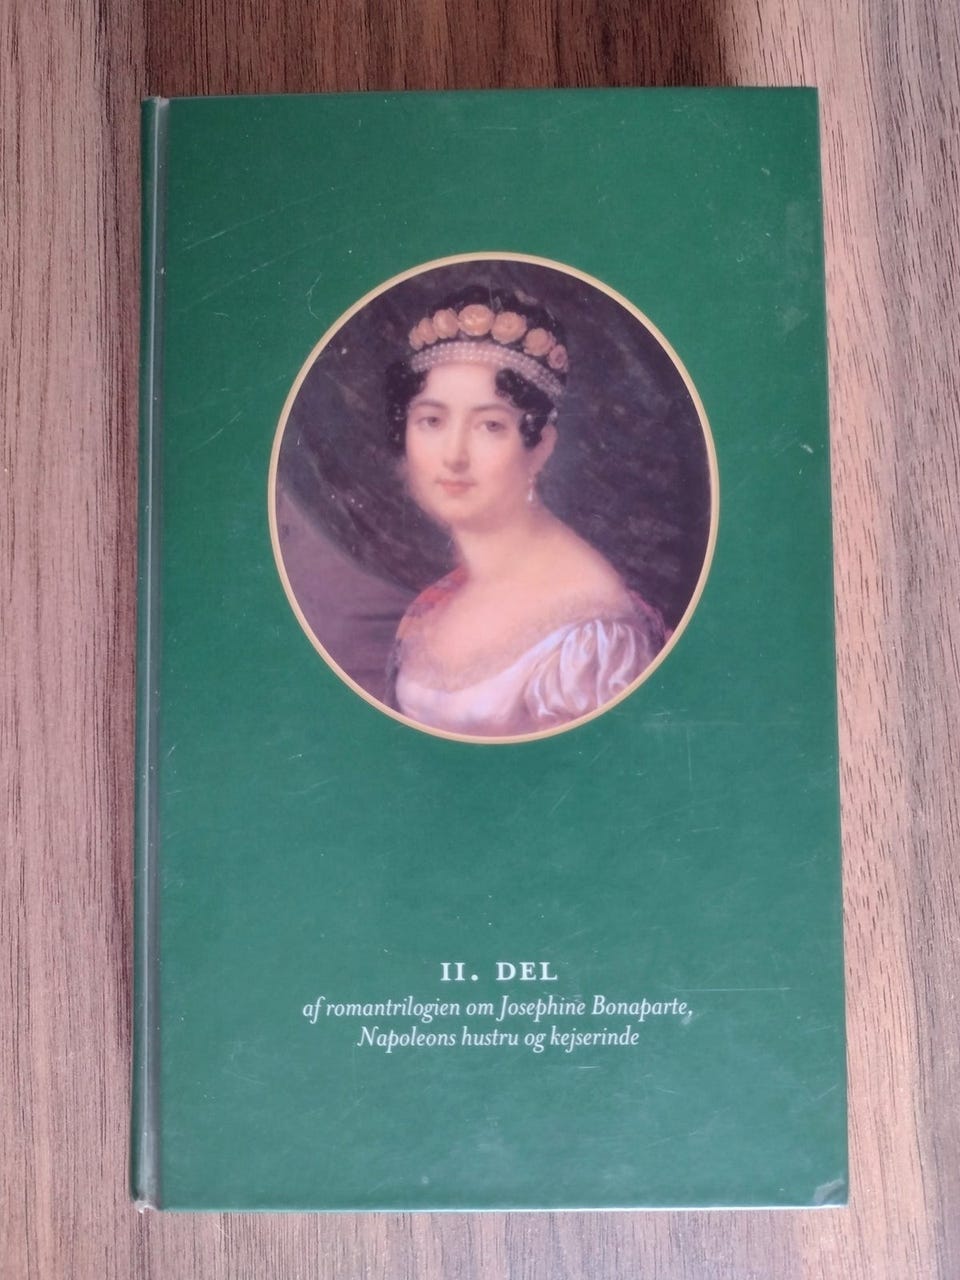 II. DEL
af romantrilogien om Josephine Bonaparte,
Napoleons hustru og kejserinde